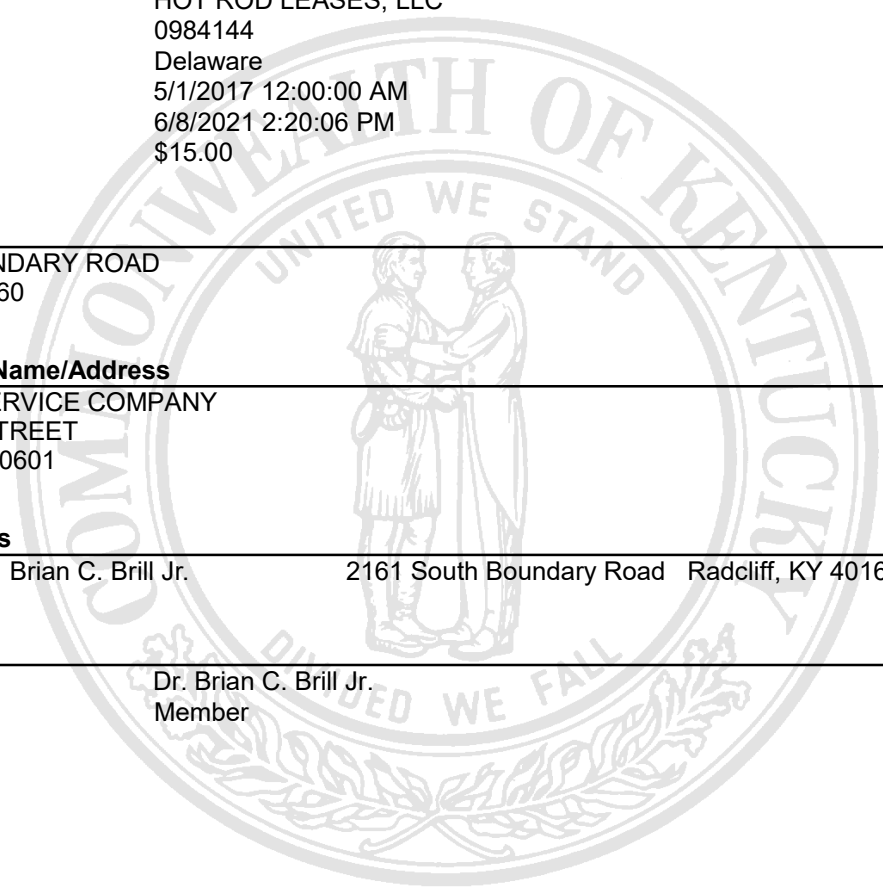 HOT ROD LEASES, LLC
0984144
Delaware
5/1/2017 12:00:00 AM
6/8/2021 2:20:06 PM
$15.00
COMMONWEALTH OF KENTUCKY
UNITED WE STAND
NDARY ROAD
60
Name/Address
ERVICE COMPANY
TREET
0601
s
Brian C. Brill Jr. 2161 South Boundary Road Radcliff, KY 4016
Dr. Brian C. Brill Jr.
Member
DIVIDED WE FALL